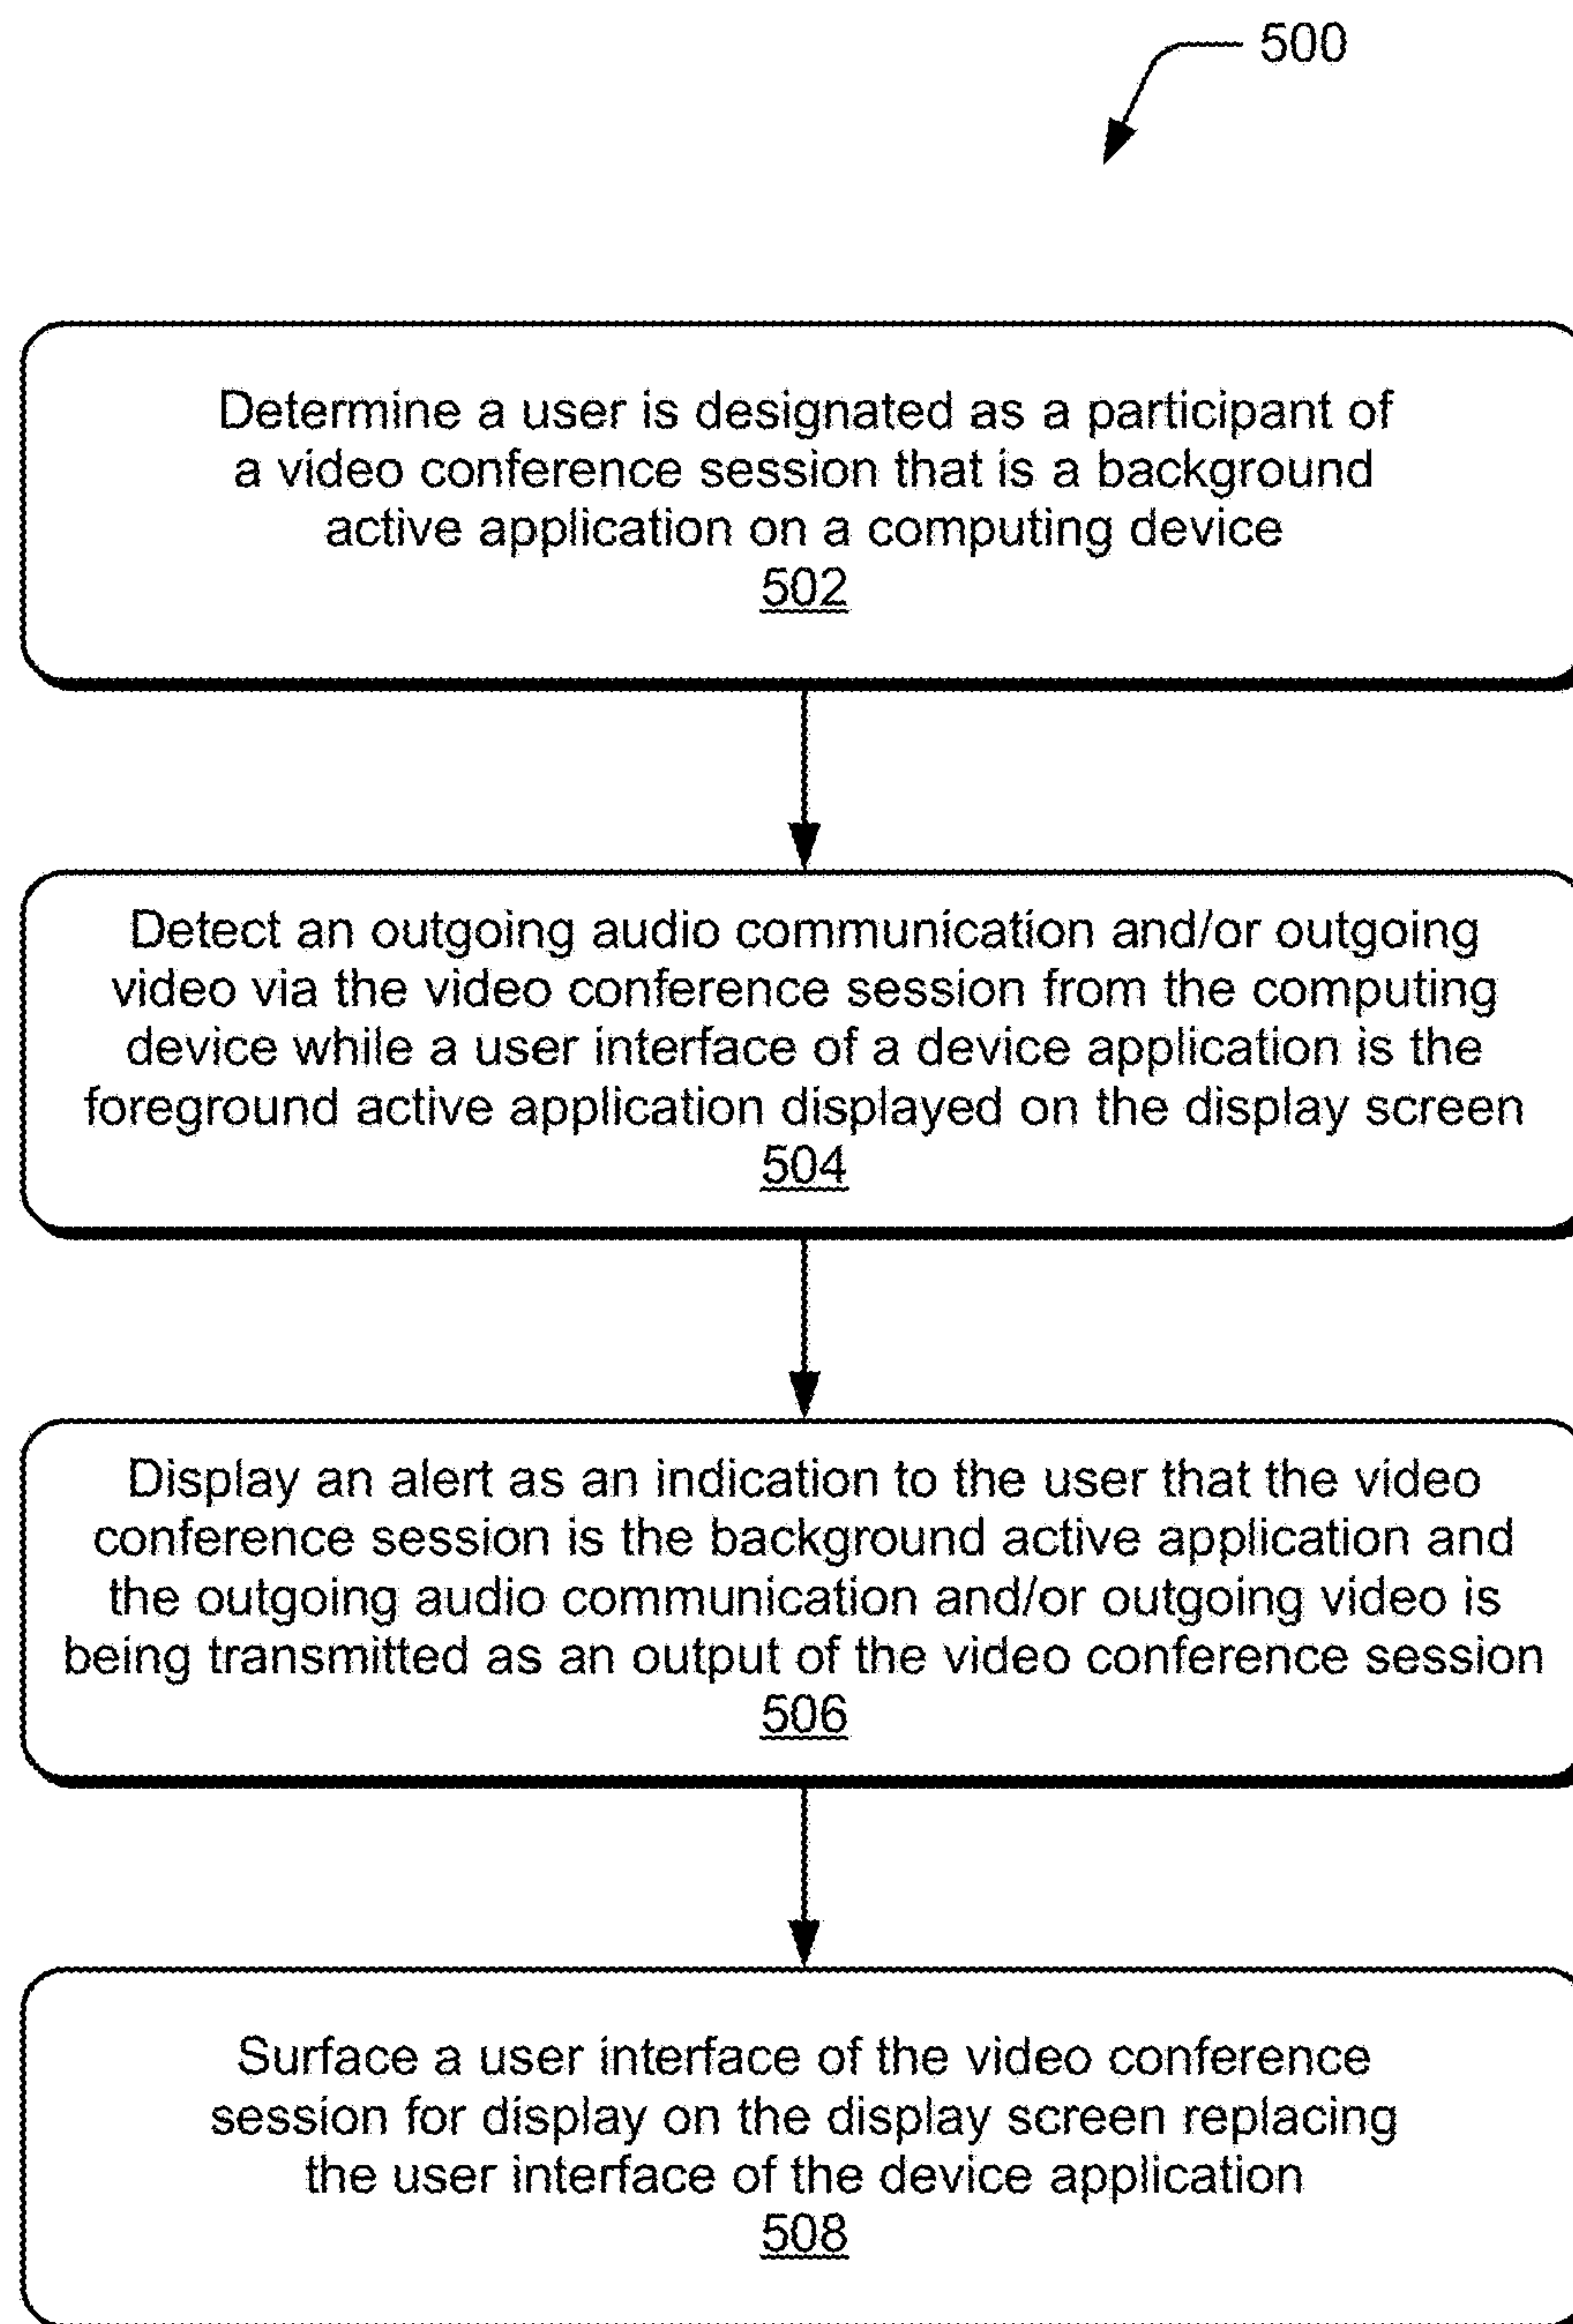 500
Determine a user is designated as a participant of
a video conference session that is a background
active application on a computing device
502
Detect an outgoing audio communication and/or outgoing
video via the video conference session from the computing
device while a user interface of a device application is the
foreground active application displayed on the display screen
504
Display an alert as an indication to the user that the video
conference session is the background active application and
the outgoing audio communication and/or outgoing video is
being transmitted as an output of the video conference session
506
Surface a user interface of the video conference
session for display on the display screen replacing
the user interface of the device application
508